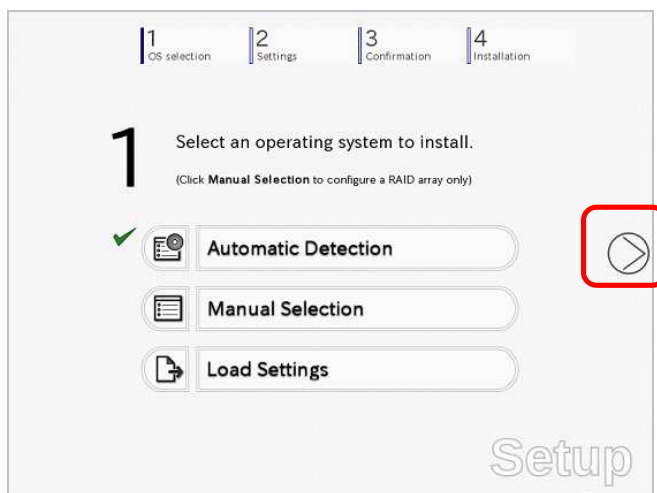 1
OS selection
2
Settings
3
Confirmation
4
Installation
1
Select an operating system to install.
(Click Manual Selection to configure a RAID array only)
Automatic Detection
Manual Selection
Load Settings
Setup